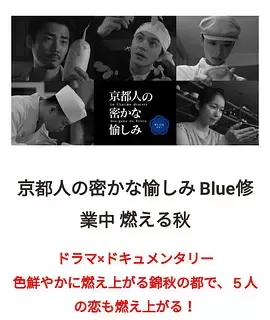 京都人の
密かな
愉しみ
京都人の密かな愉しみ Blue修
業中 燃える秋
ドラマ×ドキュメンタリー
色鮮やかに燃え上がる錦秋の都で、5人
の恋も燃え上がる！